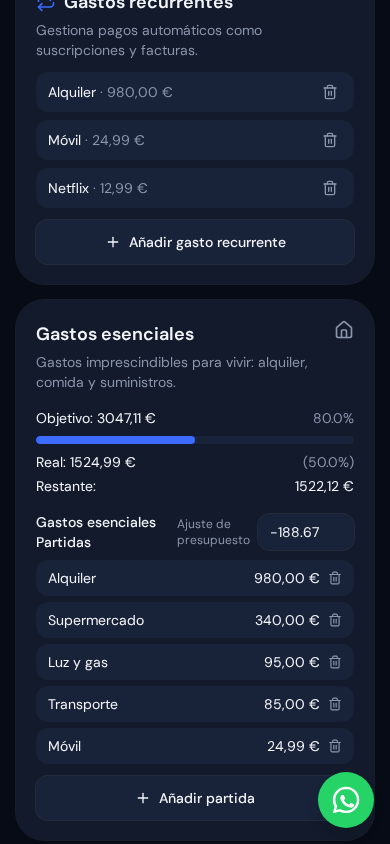 Gastos recurrentes
Gestiona pagos automáticos como
suscripciones y facturas.
Alquiler · 980,00 €
Móvil · 24,99 €
Netflix · 12,99 €
+ Añadir gasto recurrente
Gastos esenciales
Gastos imprescindibles para vivir: alquiler,
comida y suministros.
Objetivo: 3047,11 € 80.0%
Real: 1524,99 € (50.0%)
Restante: 1522,12 €
Gastos esenciales
Partidas
Ajuste de
presupuesto
-188.67
Alquiler 980,00 €
Supermercado 340,00 €
Luz y gas 95,00 €
Transporte 85,00 €
Móvil 24,99 €
+ Añadir partida